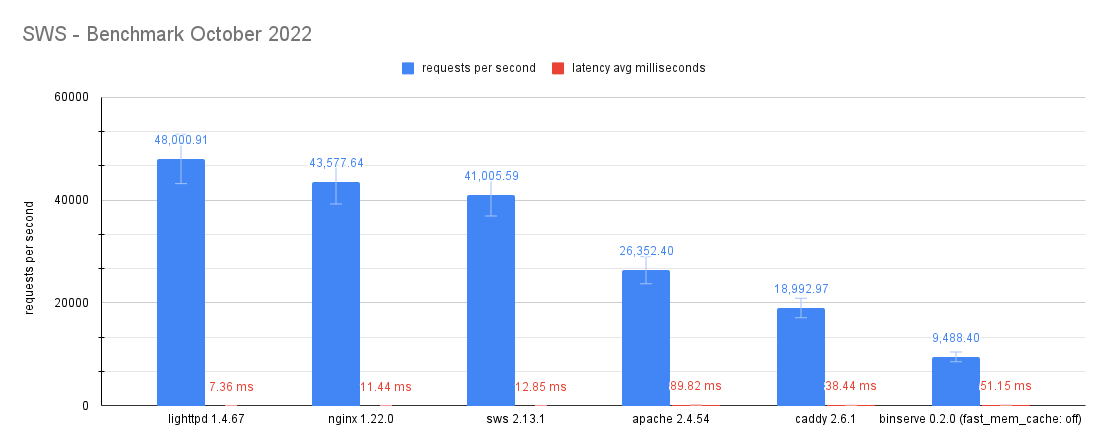 SWS - Benchmark October 2022
requests per second
latency avg milliseconds
requests per second
60000
40000
20000
0
48,000.91
43,577.64
41,005.59
26,352.40
18,992.97
9,488.40
7.36 ms
11.44 ms
12.85 ms
89.82 ms
38.44 ms
51.15 ms
lighttpd 1.4.67
nginx 1.22.0
sws 2.13.1
apache 2.4.54
caddy 2.6.1
binserve 0.2.0 (fast_mem_cache: off)